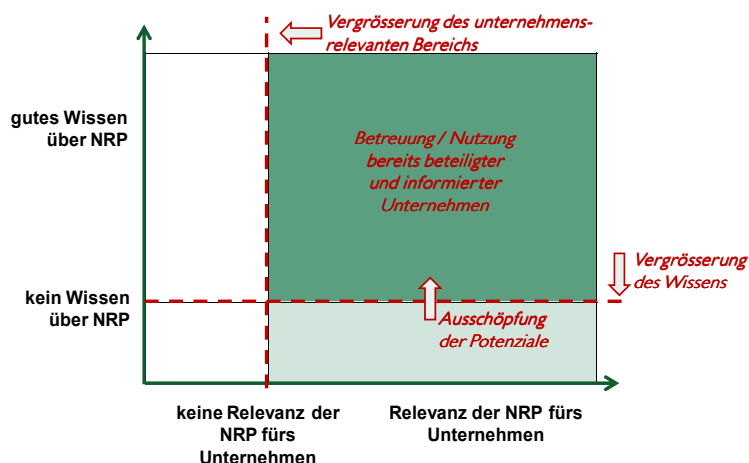 Vergrösserung des unternehmens-
relevanten Bereichs
gutes Wissen
über NRP
Betreuung / Nutzung
bereits beteiligter
und informierter
Unternehmen
Vergrösserung
des Wissens
kein Wissen
über NRP
Ausschöpfung
der Potenziale
keine Relevanz der
NRP fürs
Unternehmen
Relevanz der NRP fürs
Unternehmen